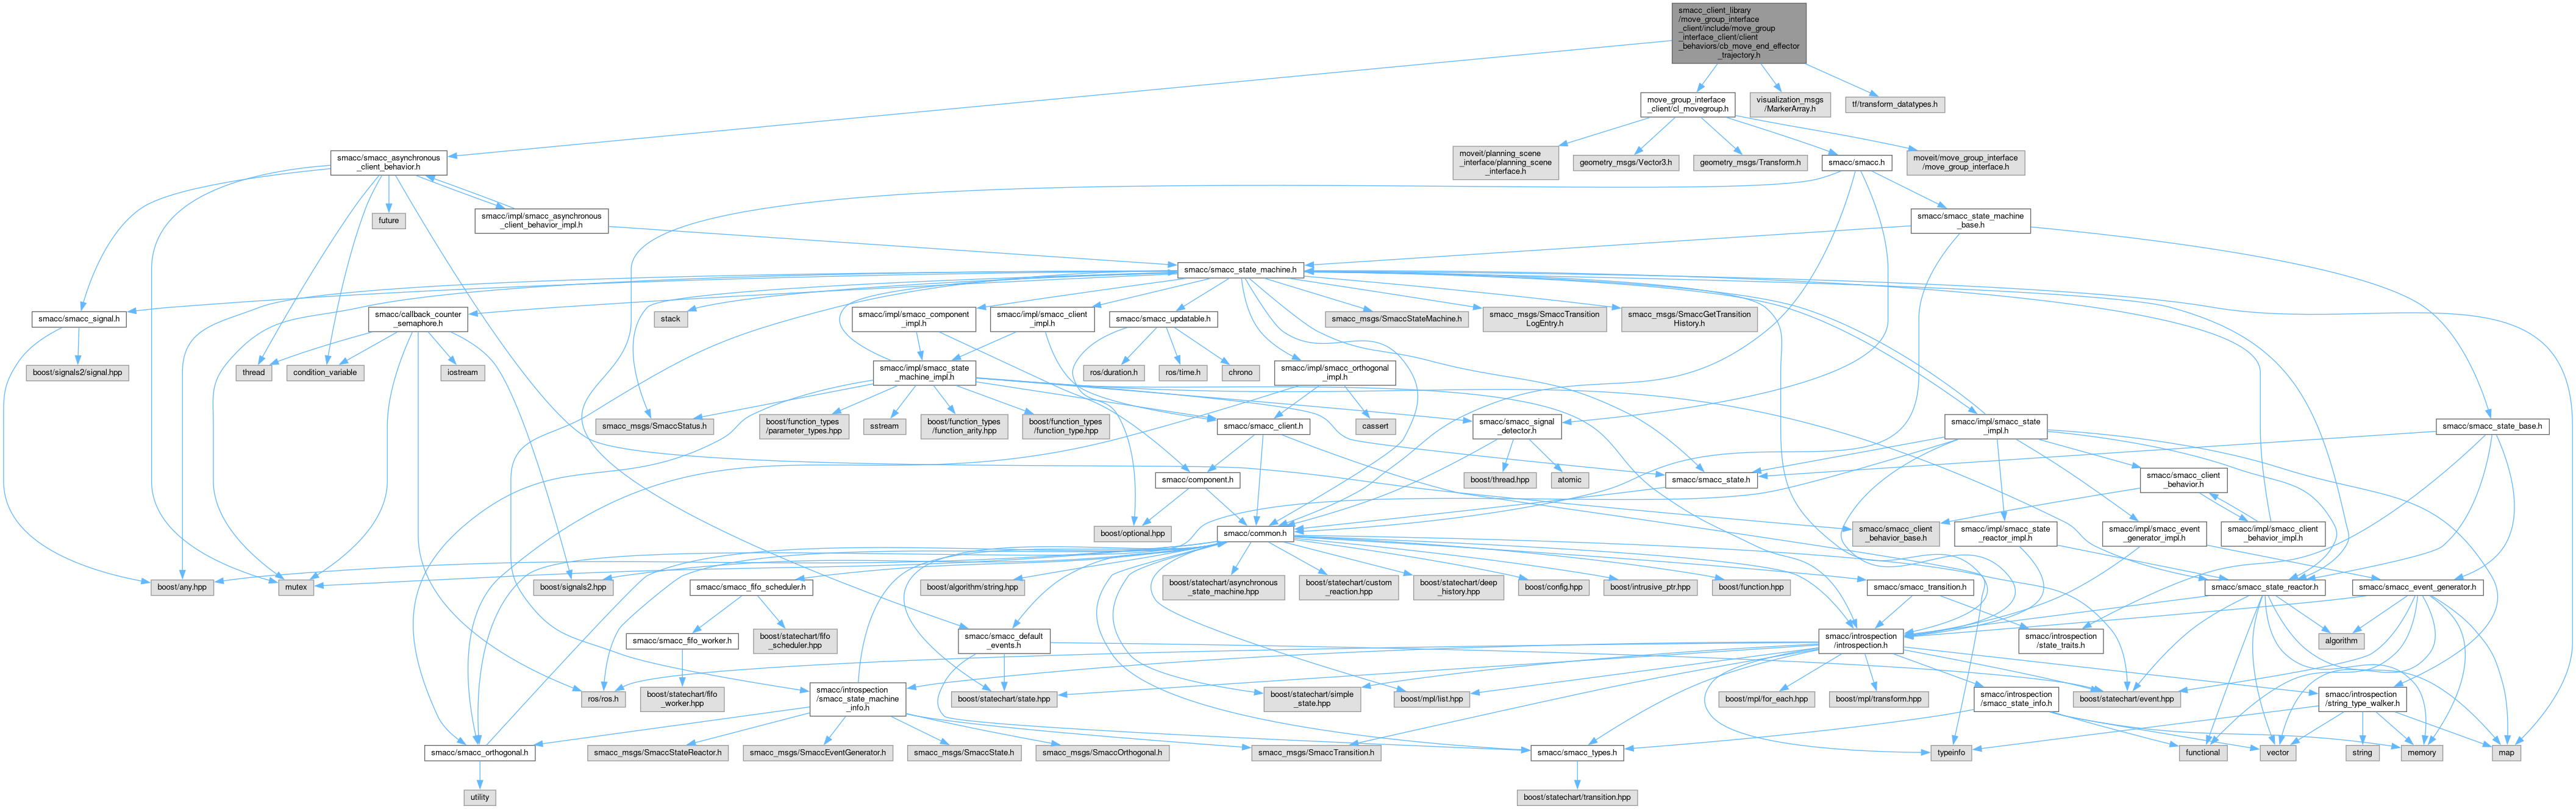 smacc_client_library
/move_group_interface
_client/include/move_group
_interface_client/client
_behaviors/cb_move_end_effector
_trajectory.h
move_group_interface
_client/cl_movegroup.h
visualization_msgs
/MarkerArray.h
tf/transform_datatypes.h
smacc/smacc_asynchronous
_client_behavior.h
moveit/planning_scene
_interface/planning_scene
_interface.h
geometry_msgs/Vector3.h
geometry_msgs/Transform.h
smacc/smacc.h
moveit/move_group_interface
/move_group_interface.h
future
smacc/impl/smacc_asynchronous
_client_behavior_impl.h
smacc/smacc_state_machine
_base.h
smacc/smacc_state_machine.h
smacc/smacc_signal.h
smacc/callback_counter
_semaphore.h
stack
smacc/impl/smacc_component
_impl.h
smacc/impl/smacc_client
_impl.h
smacc/smacc_updatable.h
smacc_msgs/SmaccStateMachine.h
smacc_msgs/SmaccTransition
LogEntry.h
smacc_msgs/SmaccGetTransition
History.h
boost/signals2/signal.hpp
thread
condition_variable
iostream
smacc/impl/smacc_state
_machine_impl.h
ros/duration.h
ros/time.h
chrono
smacc/impl/smacc_orthogonal
_impl.h
smacc_msgs/SmaccStatus.h
boost/function_types
/parameter_types.hpp
sstream
boost/function_types
/function_arity.hpp
boost/function_types
/function_type.hpp
smacc/smacc_client.h
cassert
smacc/smacc_signal
_detector.h
smacc/impl/smacc_state
_impl.h
smacc/smacc_state_base.h
smacc/component.h
boost/thread.hpp
atomic
smacc/smacc_state.h
smacc/smacc_client
_behavior.h
boost/optional.hpp
smacc/common.h
smacc/smacc_client
_behavior_base.h
smacc/impl/smacc_state
_reactor_impl.h
smacc/impl/smacc_event
_generator_impl.h
smacc/impl/smacc_client
_behavior_impl.h
boost/any.hpp
mutex
boost/signals2.hpp
smacc/smacc_fifo_scheduler.h
boost/algorithm/string.hpp
boost/statechart/asynchronous
_state_machine.hpp
boost/statechart/custom
_reaction.hpp
boost/statechart/deep
_history.hpp
boost/config.hpp
boost/intrusive_ptr.hpp
boost/function.hpp
smacc/smacc_transition.h
smacc/smacc_state_reactor.h
smacc/smacc_event_generator.h
smacc/smacc_fifo_worker.h
boost/statechart/fifo
_scheduler.hpp
smacc/smacc_default
_events.h
smacc/introspection
/introspection.h
smacc/introspection
/state_traits.h
algorithm
ros/ros.h
boost/statechart/fifo
_worker.hpp
smacc/introspection
/smacc_state_machine
_info.h
boost/statechart/state.hpp
boost/statechart/simple
_state.hpp
boost/mpl/list.hpp
boost/mpl/for_each.hpp
boost/mpl/transform.hpp
smacc/introspection
/smacc_state_info.h
boost/statechart/event.hpp
smacc/introspection
/string_type_walker.h
smacc/smacc_orthogonal.h
smacc_msgs/SmaccStateReactor.h
smacc_msgs/SmaccEventGenerator.h
smacc_msgs/SmaccState.h
smacc_msgs/SmaccOrthogonal.h
smacc_msgs/SmaccTransition.h
smacc/smacc_types.h
typeinfo
functional
vector
string
memory
map
utility
boost/statechart/transition.hpp